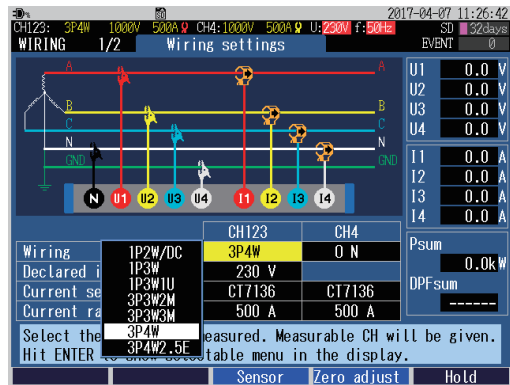 2017-04-07 11:26:42
CH123: 3P4W 1000V 500A CH4:1000V 500A U:230V f:50Hz SD 32days
WIRING 1/2 Wiring settings EVENT 0
A A
B B
C C
N N
GND GND
N U1 U2 U3 U4 I1 I2 I3 I4
U1 0.0 V
U2 0.0 V
U3 0.0 V
U4 0.0 V
I1 0.0 A
I2 0.0 A
I3 0.0 A
I4 0.0 A
Psum
0.0kW
DPFsum
------
CH123 CH4
Wiring 3P4W ON
Declared i 230 V
Current se CT7136 CT7136
Current ra 500 A 500 A
1P2W/DC
1P3W
1P3W1U
3P3W2M
3P3W3M
3P4W
3P4W2.5E
Select the easured. Measurable CH will be given.
Hit ENTER table menu in the display.
Sensor Zero adjust Hold